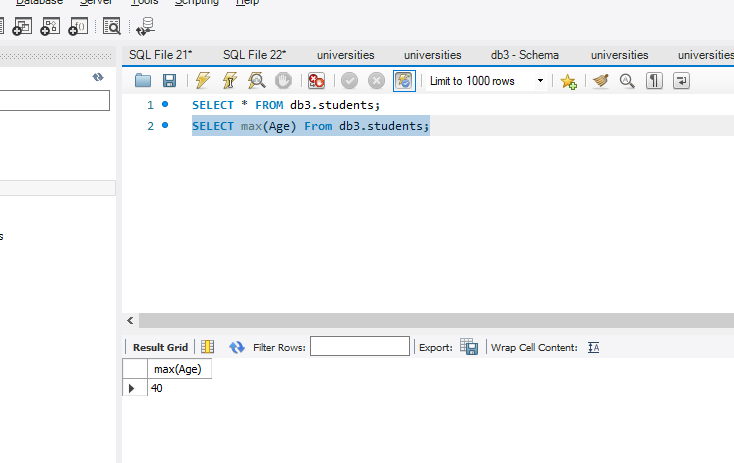 Database Server Tools Scripting Help
SQL File 21* SQL File 22* universities universities db3 - Schema universities universities
Limit to 1000 rows
1 SELECT * FROM db3.students;
2 SELECT max(Age) From db3.students;
Result Grid Filter Rows: Export: Wrap Cell Content:
max(Age)
40